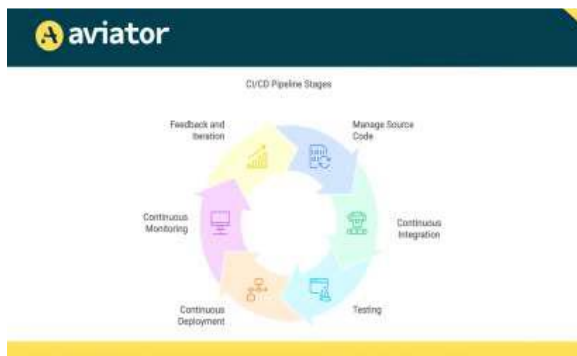 aviator
CI/CD Pipeline Stages
Feedback and
Iteration
Manage Source
Code
Continuous
Monitoring
Continuous
Integration
Continuous
Deployment
Testing